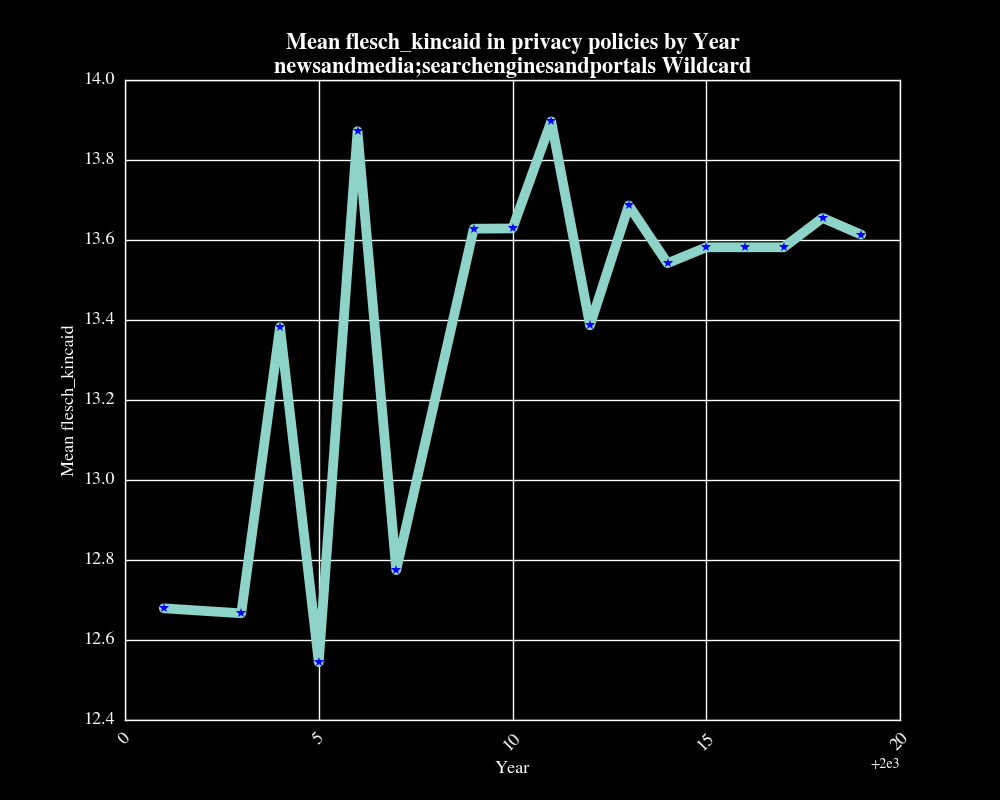 Mean flesch_kincaid in privacy policies by Year
newsandmedia;searchenginesandportals Wildcard
14.0
13.8
13.6
13.4
13.2
13.0
12.8
12.6
12.4
Mean flesch_kincaid
0
5
10
15
20
+2e3
Year